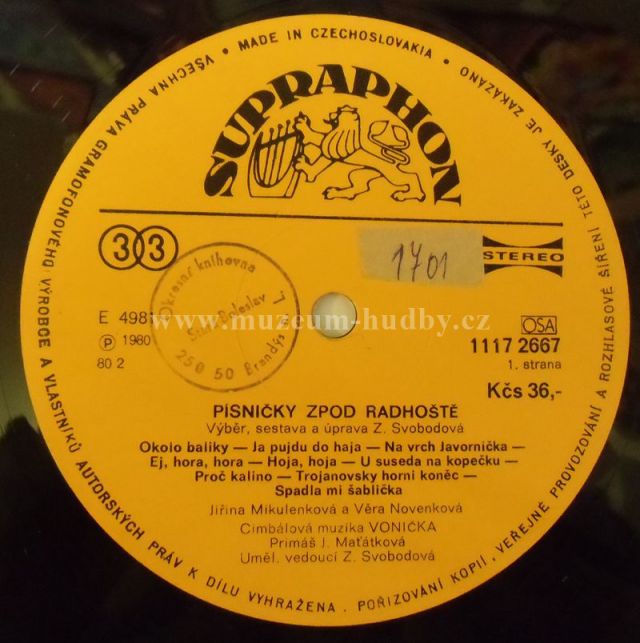 VŠECHNA PRÁVA GRAMOFONOVÉHO VÝROBCE A VLASTNÍKŮ AUTORSKÝCH PRÁV K DÍLU VYHRAŽENA . POŘIZOVÁNÍ KOPIÍ, VEŘEJNÉ PROVOZOVÁNÍ A ROZHLASOVÉ ŠÍŘENÍ TÉTO DESKY JE ZAKÁZÁNO
• MADE IN CZECHOSLOVAKIA •
SUPRAPHON
33
1701
STEREO
Okresní knihovna
Stará Boleslav
250 50 Brandýs
www.muzeum-hudby.cz
E 498
℗ 1980
80 2
OSA
1117 2667
1. strana
Kčs 36,-
PÍSNIČKY ZPOD RADHOŠTĚ
Výběr, sestava a úprava Z. Svobodová
Okolo baliky — Ja pujdu do haja — Na vrch Javornička —
Ej, hora, hora — Hoja, hoja — U suseda na kopečku —
Proč kalino — Trojanovsky horni koněc —
Spadla mi šablička
Jiřina Mikulenková a Věra Novenková
Cimbálová muzika VONIČKA
Primáš J. Maťátková
Uměl. vedoucí Z. Svobodová